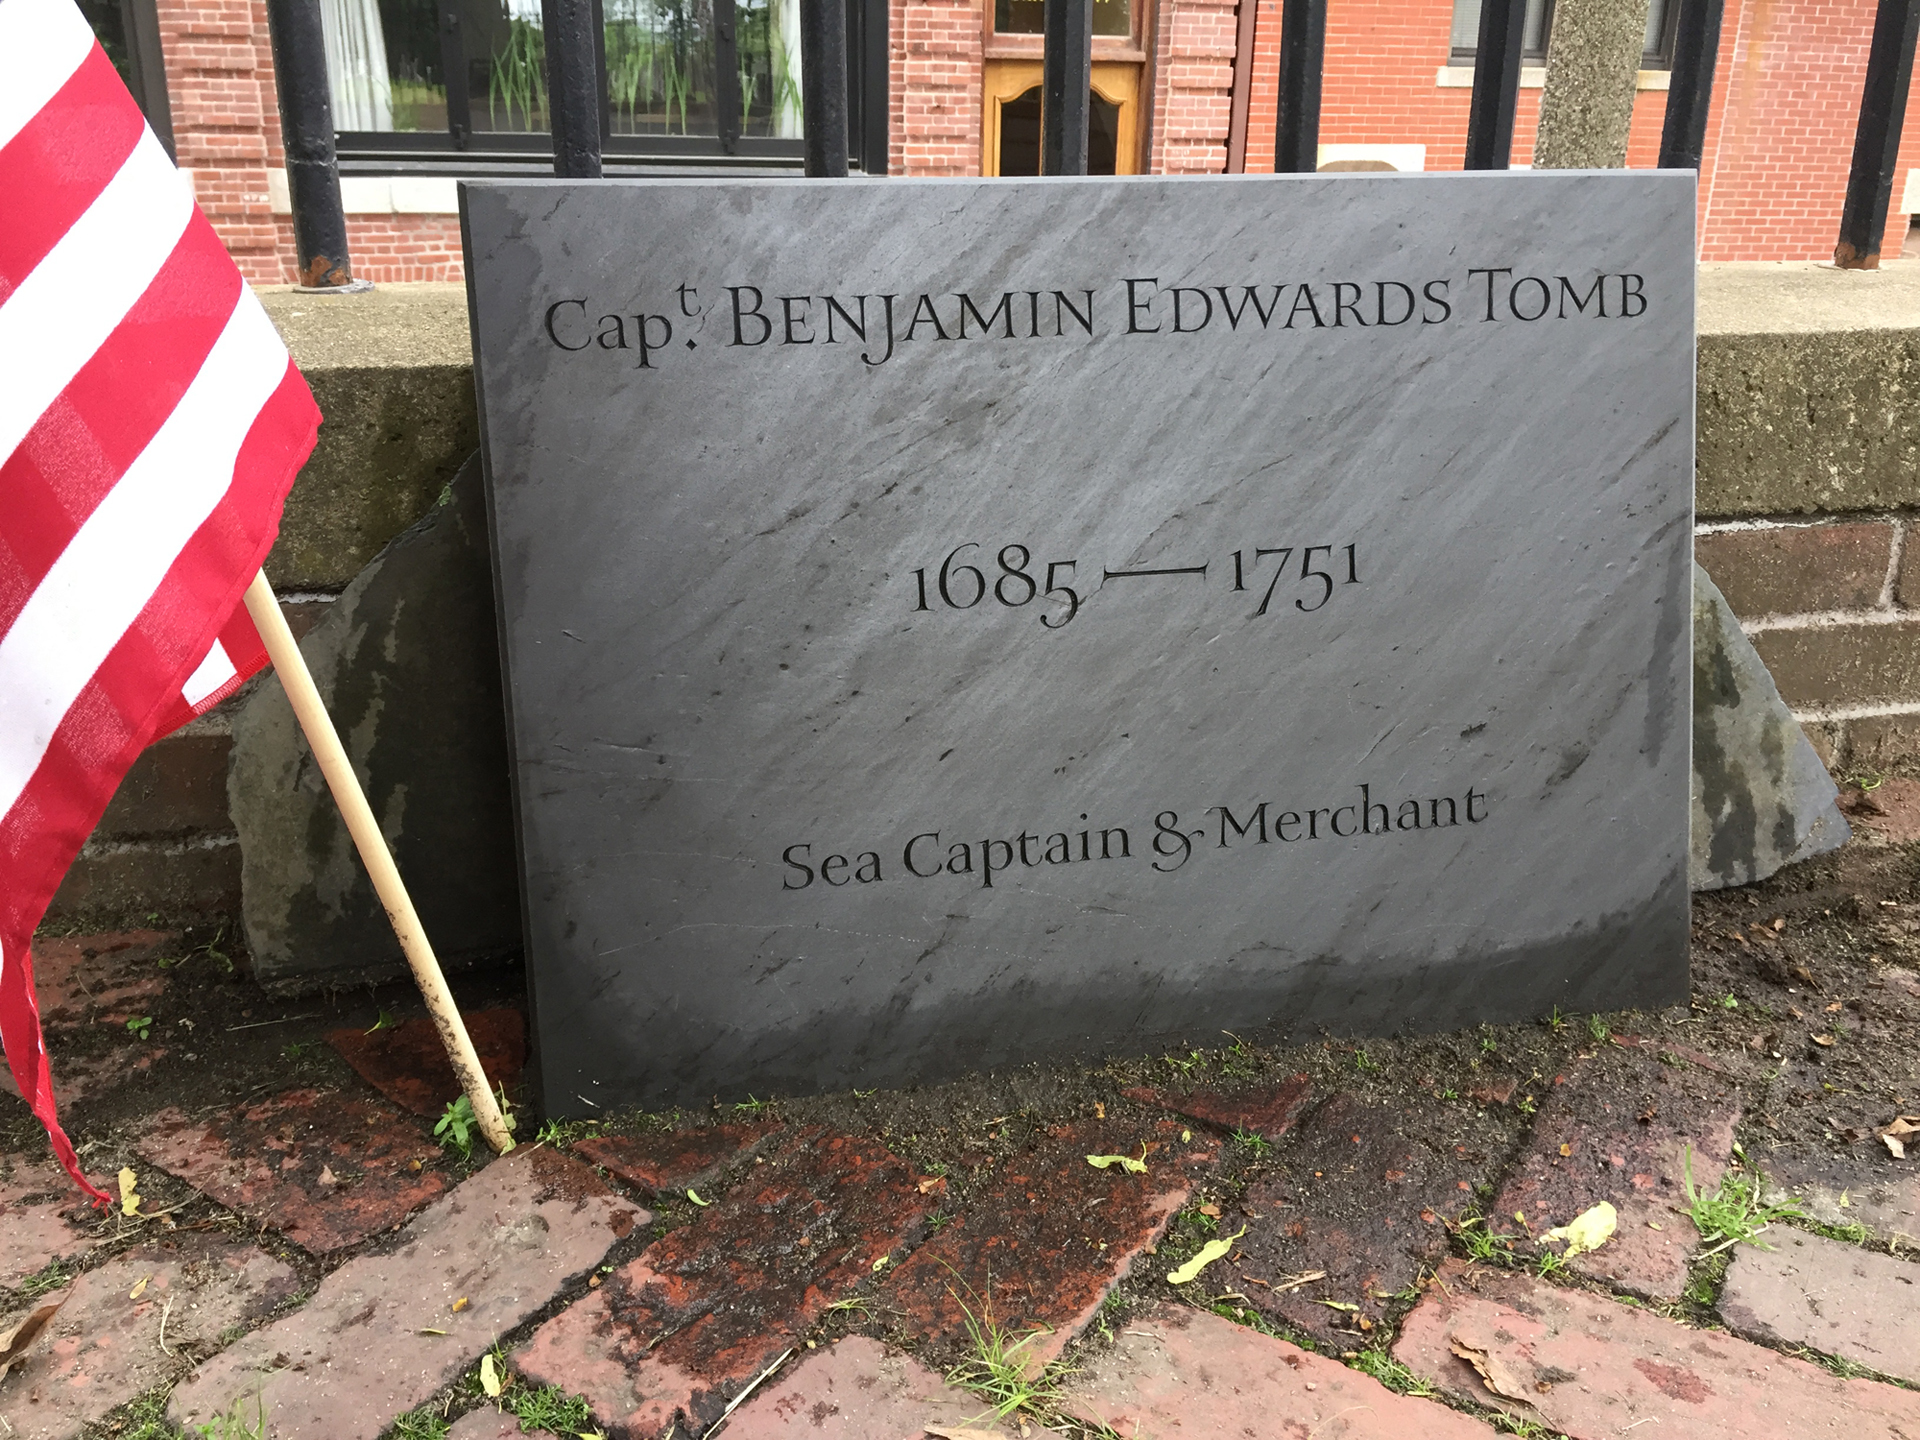 Capt. BENJAMIN EDWARDS TOMB
1685 — 1751
Sea Captain & Merchant